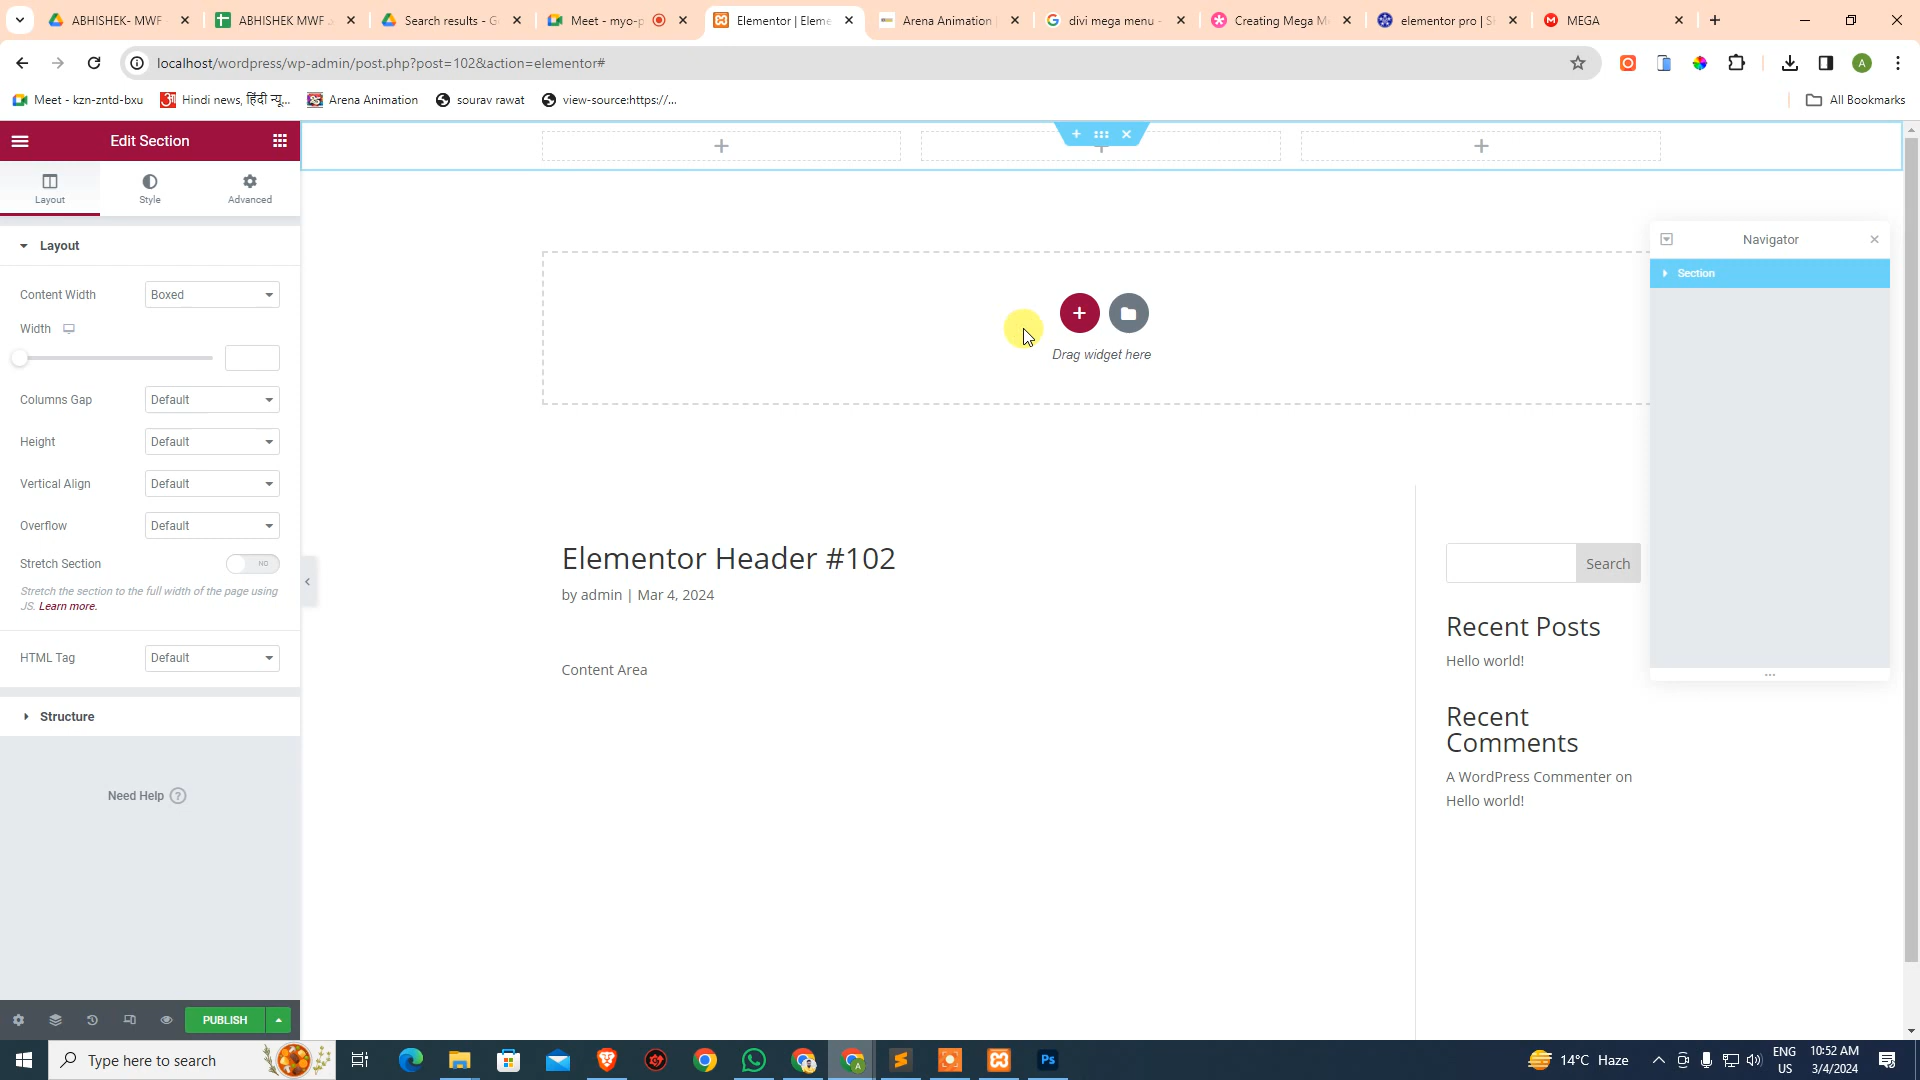 ABHISHEK- MWF
ABHISHEK MWF
Search results - G
Meet - myo-p
Elementor | Eleme
Arena Animation
divi mega menu -
Creating Mega M
elementor pro | S
MEGA
localhost/wordpress/wp-admin/post.php?post=102&action=elementor#
Meet - kzn-zntd-bxu
Hindi news, हिंदी न्यू...
Arena Animation
sourav rawat
view-source:https://...
All Bookmarks
Edit Section
Layout
Style
Advanced
Layout
Content Width
Boxed
Width
Columns Gap
Default
Height
Default
Vertical Align
Default
Overflow
Default
Stretch Section
NO
Stretch the section to the full width of the page using
JS. Learn more.
HTML Tag
Default
Structure
Need Help
PUBLISH
Drag widget here
Navigator
Section
Elementor Header #102
by admin | Mar 4, 2024
Content Area
Search
Recent Posts
Hello world!
Recent
Comments
A WordPress Commenter on
Hello world!
Type here to search
14°C Haze
ENG
US
10:52 AM
3/4/2024